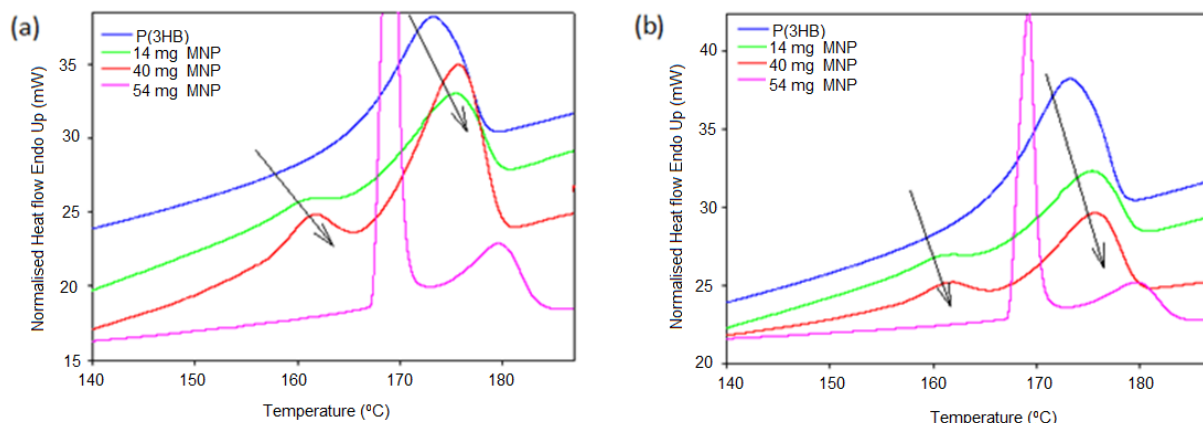 (a)
P(3HB)
14 mg MNP
40 mg MNP
54 mg MNP
Normalised Heat flow Endo Up (mW)
35
30
25
20
15
140
150
160
170
180
Temperature (⁰C)
(b)
P(3HB)
14 mg MNP
40 mg MNP
54 mg MNP
Normalised Heat flow Endo Up (mW)
40
35
30
25
20
140
150
160
170
180
Temperature (⁰C)